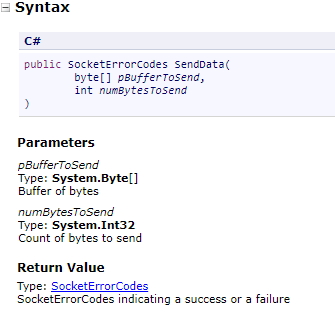 Syntax
C#
public SocketErrorCodes SendData(
byte[] pBufferToSend,
int numBytesToSend
)
Parameters
pBufferToSend
Type: System.Byte[]
Buffer of bytes
numBytesToSend
Type: System.Int32
Count of bytes to send
Return Value
Type: SocketErrorCodes
SocketErrorCodes indicating a success or a failure